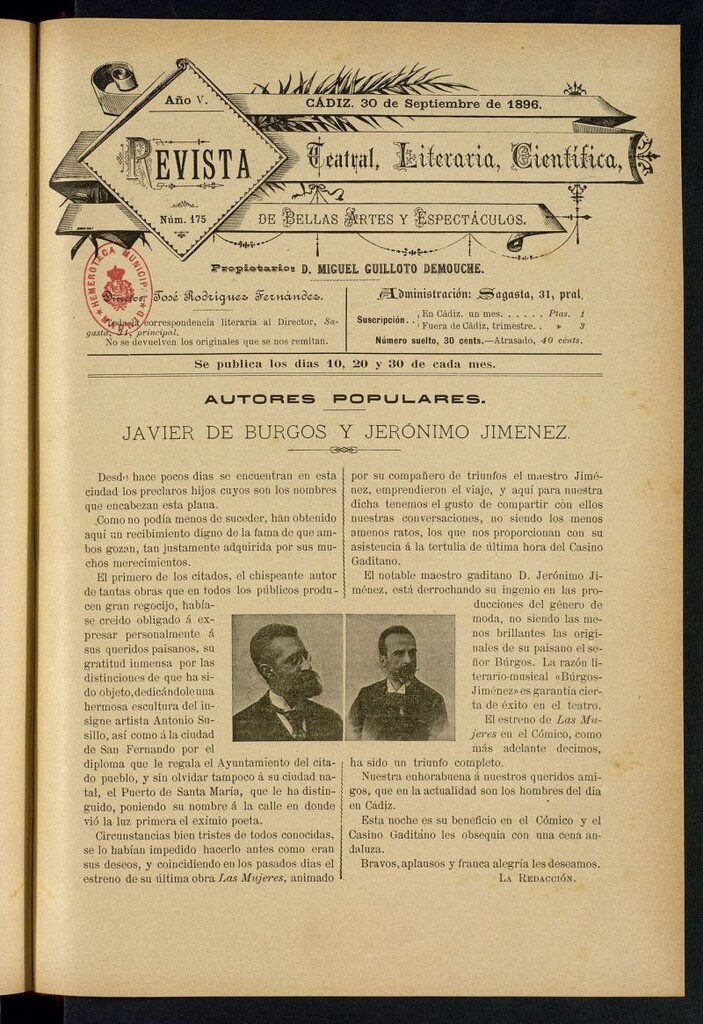 Año V.
CÁDIZ. 30 de Septiembre de 1896.
REVISTA
Teatral, Literaria, Científica,
Núm. 175
DE BELLAS ARTES Y ESPECTÁCULOS.
Propietario: D. MIGUEL GUILLOTO DEMOUCHE.
HEMEROTECA MUNICIPAL
MADRID
Director, José Rodríguez Fernández.
Toda la correspondencia literaria al Director, Sa-
gasta, 31, principal.
No se devuelven los originales que se nos remitan.
Administración: Sagasta, 31, pral.
Suscripción. En Cádiz, un mes. . . . . . Ptas. 1
Fuera de Cádiz, trimestre. . » 3
Número suelto, 30 cents.—Atrasado, 40 cents.
Se publica los dias 10, 20 y 30 de cada mes.
AUTORES POPULARES.
JAVIER DE BURGOS Y JERÓNIMO JIMENEZ.
Desde hace pocos dias se encuentran en esta
ciudad los preclaros hijos cuyos son los nombres
que encabezan esta plana.
Como no podía menos de suceder, han obtenido
aquí un recibimiento digno de la fama de que am-
bos gozan, tan justamente adquirida por sus mu-
chos merecimientos.
El primero de los citados, el chispeante autor
de tantas obras que en todos los públicos produ-
cen gran regocijo, habia-
se creido obligado á ex-
presar personalmente á
sus queridos paisanos, su
gratitud inmensa por las
distinciones de que ha si-
do objeto, dedicándole una
hermosa escultura del in-
signe artista Antonio Su-
sillo, así como á la ciudad
de San Fernando por el
diploma que le regala el Ayuntamiento del cita-
do pueblo, y sin olvidar tampoco á su ciudad na-
tal, el Puerto de Santa María, que le ha distin-
guido, poniendo su nombre á la calle en donde
vió la luz primera el exímio poeta.
Circunstancias bien tristes de todos conocidas,
se lo habían impedido hacerlo antes como eran
sus deseos, y coincidiendo en los pasados dias el
estreno de su última obra Las Mujeres, animado
por su compañero de triunfos el maestro Jimé-
nez, emprendieron el viaje, y aquí para nuestra
dicha tenemos el gusto de compartir con ellos
nuestras conversaciones, no siendo los menos
amenos ratos, los que nos proporcionan con su
asistencia á la tertulia de última hora del Casino
Gaditano.
El notable maestro gaditano D. Jerónimo Ji-
ménez, está derrochando su ingenio en las pro-
ducciones del género de
moda, no siendo las me-
nos brillantes las origi-
nales de su paisano el se-
ñor Búrgos. La razón li-
terario-musical «Búrgos-
Jiménez» es garantía cier-
ta de éxito en el teatro.
El estreno de Las Mu-
jeres en el Cómico, como
más adelante decimos,
ha sido un triunfo completo.
Nuestra enhorabuena á nuestros queridos ami-
gos, que en la actualidad son los hombres del dia
en Cádiz.
Esta noche es su beneficio en el Cómico y el
Casino Gaditano les obsequia con una cena an-
daluza.
Bravos, aplausos y franca alegría les deseamos.
LA REDACCIÓN.